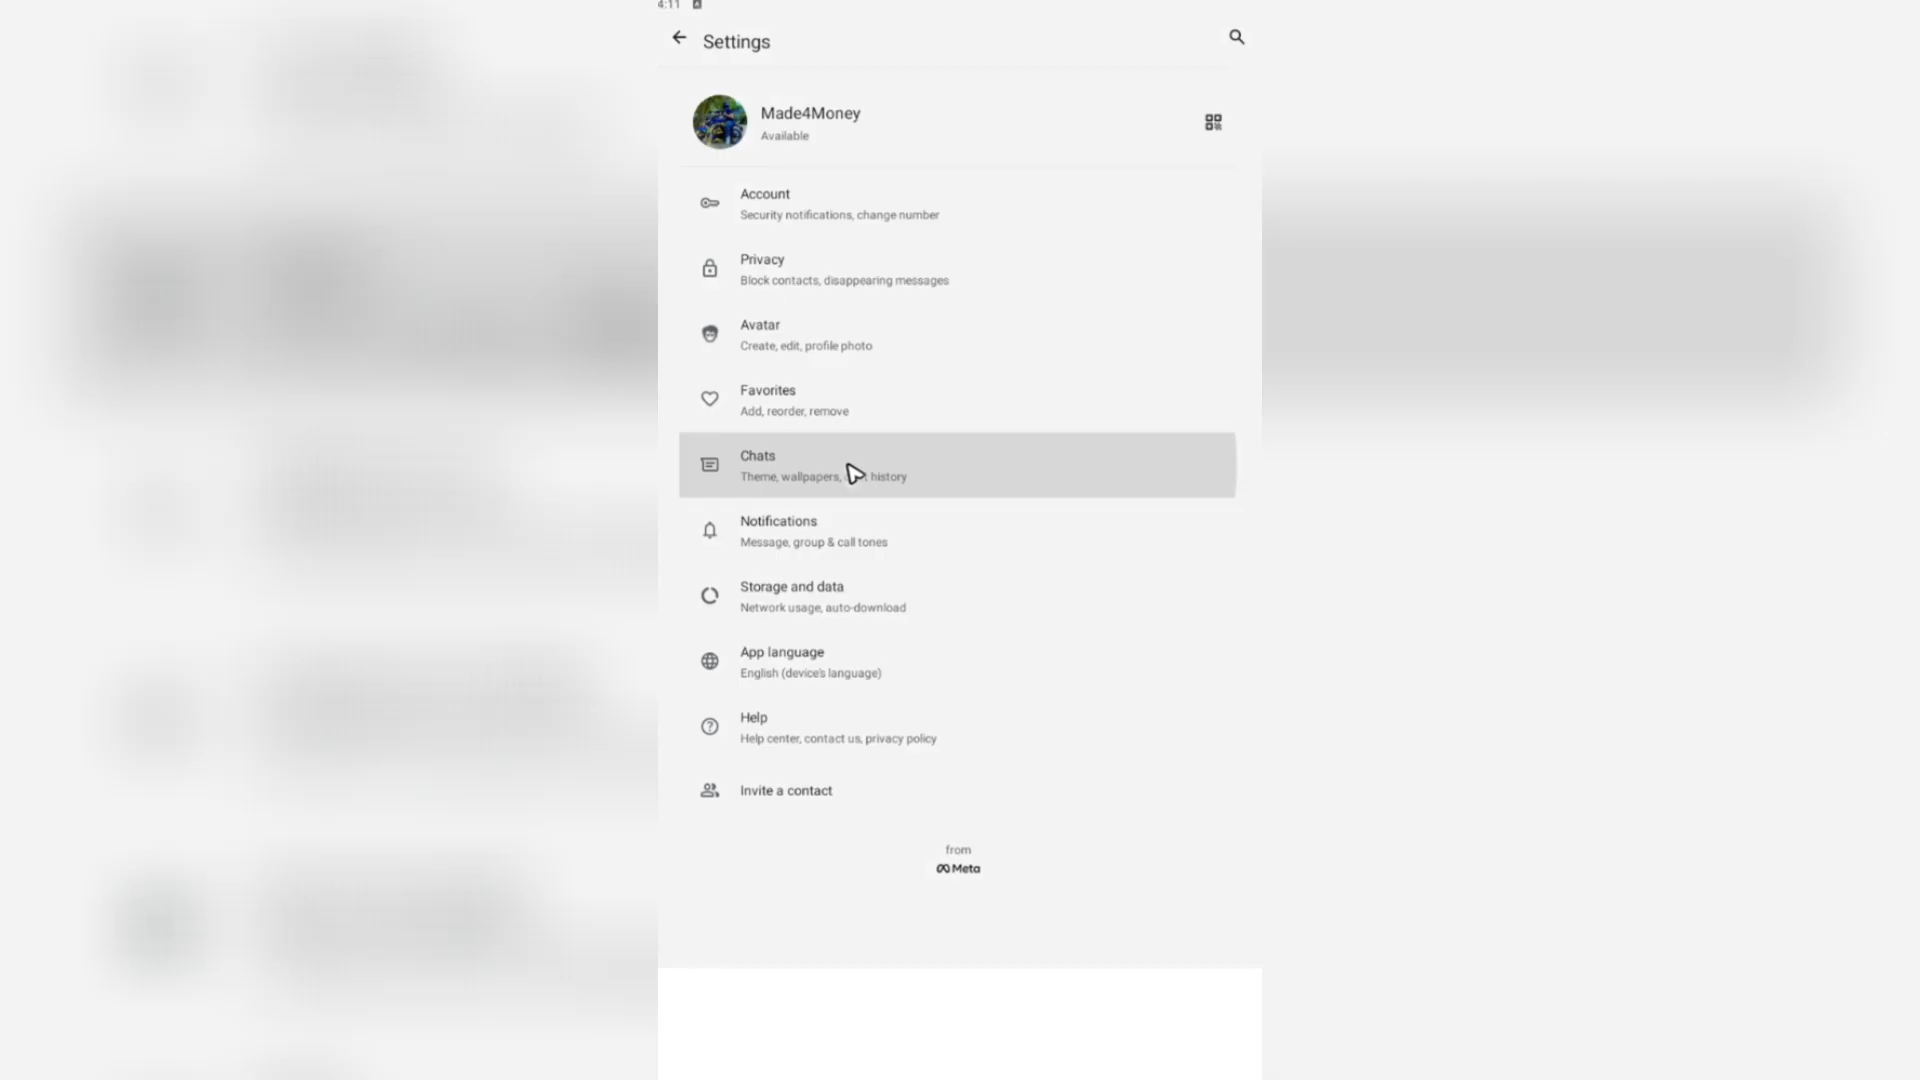 4:11
Settings
Made4Money
Available
Account
Security notifications, change number
Privacy
Block contacts, disappearing messages
Avatar
Create, edit, profile photo
Favorites
Add, reorder, remove
Chats
Theme, wallpapers, history
Notifications
Message, group & call tones
Storage and data
Network usage, auto-download
App language
English (device's language)
Help
Help center, contact us, privacy policy
Invite a contact
from
Meta